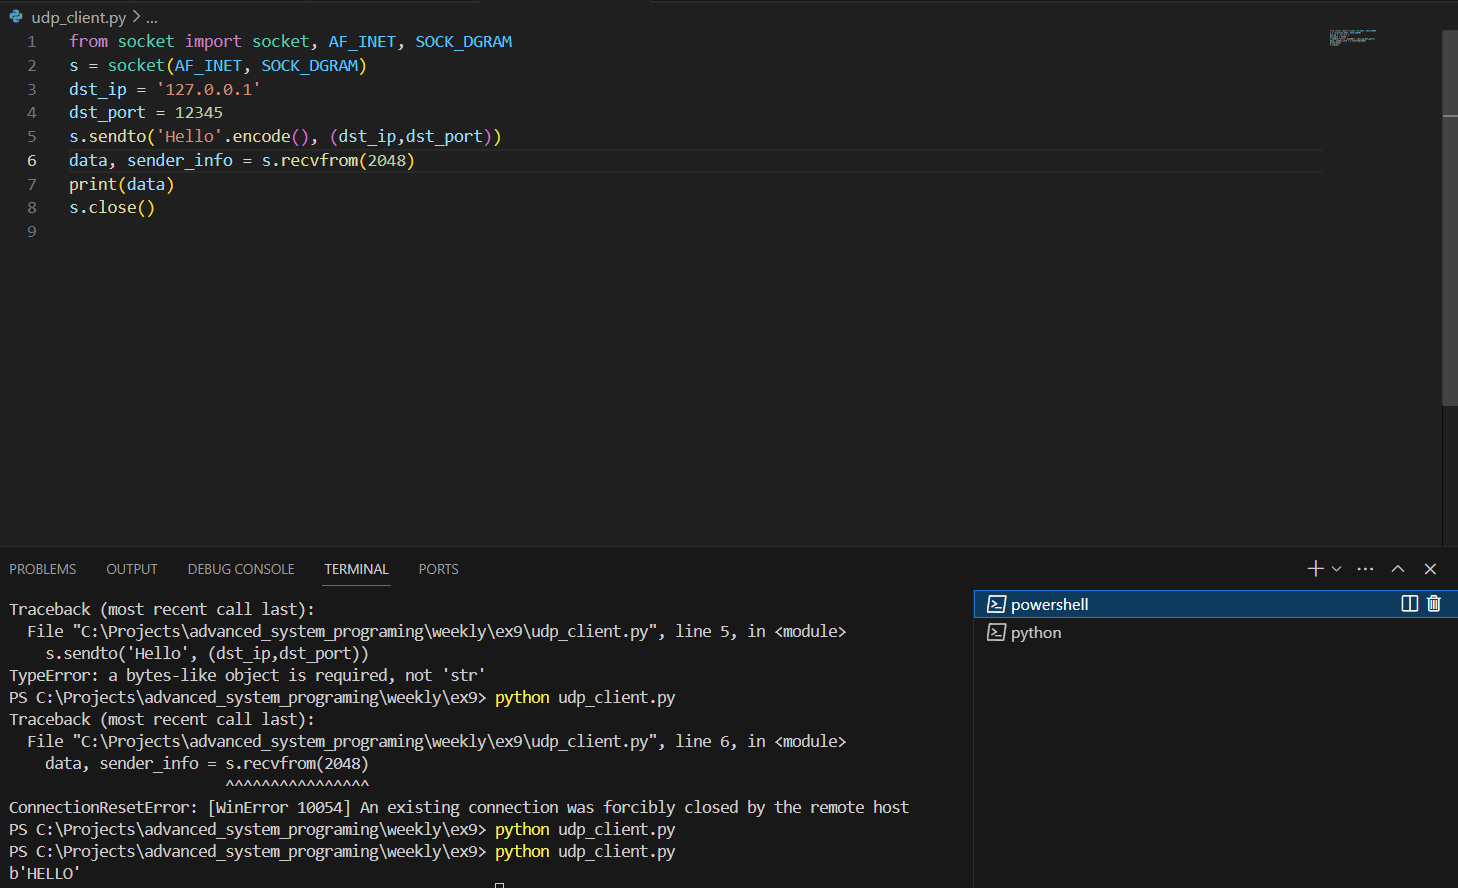 udp_client.py > ...
1 from socket import socket, AF_INET, SOCK_DGRAM
2 s = socket(AF_INET, SOCK_DGRAM)
3 dst_ip = '127.0.0.1'
4 dst_port = 12345
5 s.sendto('Hello'.encode(), (dst_ip,dst_port))
6 data, sender_info = s.recvfrom(2048)
7 print(data)
8 s.close()
9
PROBLEMS OUTPUT DEBUG CONSOLE TERMINAL PORTS
Traceback (most recent call last):
  File "C:\Projects\advanced_system_programing\weekly\ex9\udp_client.py", line 5, in <module>
    s.sendto('Hello', (dst_ip,dst_port))
TypeError: a bytes-like object is required, not 'str'
PS C:\Projects\advanced_system_programing\weekly\ex9> python udp_client.py
Traceback (most recent call last):
  File "C:\Projects\advanced_system_programing\weekly\ex9\udp_client.py", line 6, in <module>
    data, sender_info = s.recvfrom(2048)
                        ^^^^^^^^^^^^^^^^
ConnectionResetError: [WinError 10054] An existing connection was forcibly closed by the remote host
PS C:\Projects\advanced_system_programing\weekly\ex9> python udp_client.py
PS C:\Projects\advanced_system_programing\weekly\ex9> python udp_client.py
b'HELLO'
powershell
python